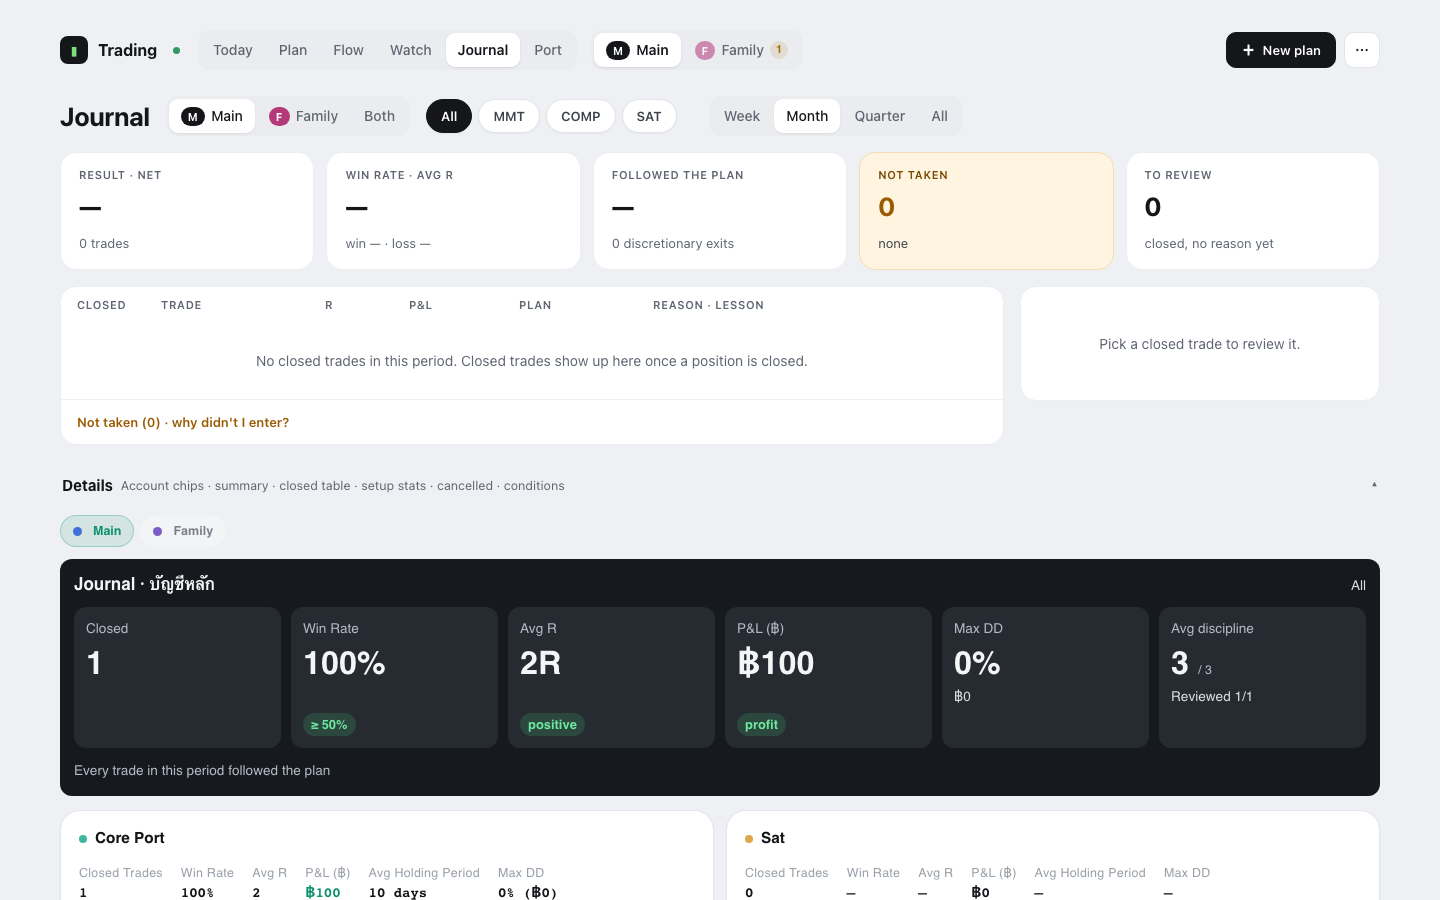 Trading Today Plan Flow Watch Journal Port M Main F Family 1 + New plan ···
Journal M Main F Family Both All MMT COMP SAT Week Month Quarter All
RESULT · NET WIN RATE · AVG R FOLLOWED THE PLAN NOT TAKEN TO REVIEW
— — — 0 0
0 trades win — · loss — 0 discretionary exits none closed, no reason yet
CLOSED TRADE R P&L PLAN REASON · LESSON
Pick a closed trade to review it.
No closed trades in this period. Closed trades show up here once a position is closed.
Not taken (0) · why didn't I enter?
Details Account chips · summary · closed table · setup stats · cancelled · conditions
Main Family
Journal · บัญชีหลัก All
Closed Win Rate Avg R P&L (฿) Max DD Avg discipline
1 100% 2R ฿100 0% 3 / 3
฿0 Reviewed 1/1
≥ 50% positive profit
Every trade in this period followed the plan
Core Port Sat
Closed Trades Win Rate Avg R P&L (฿) Avg Holding Period Max DD Closed Trades Win Rate Avg R P&L (฿) Avg Holding Period Max DD
1 100% 2 ฿100 10 days 0% (฿0) 0 — — ฿0 — —